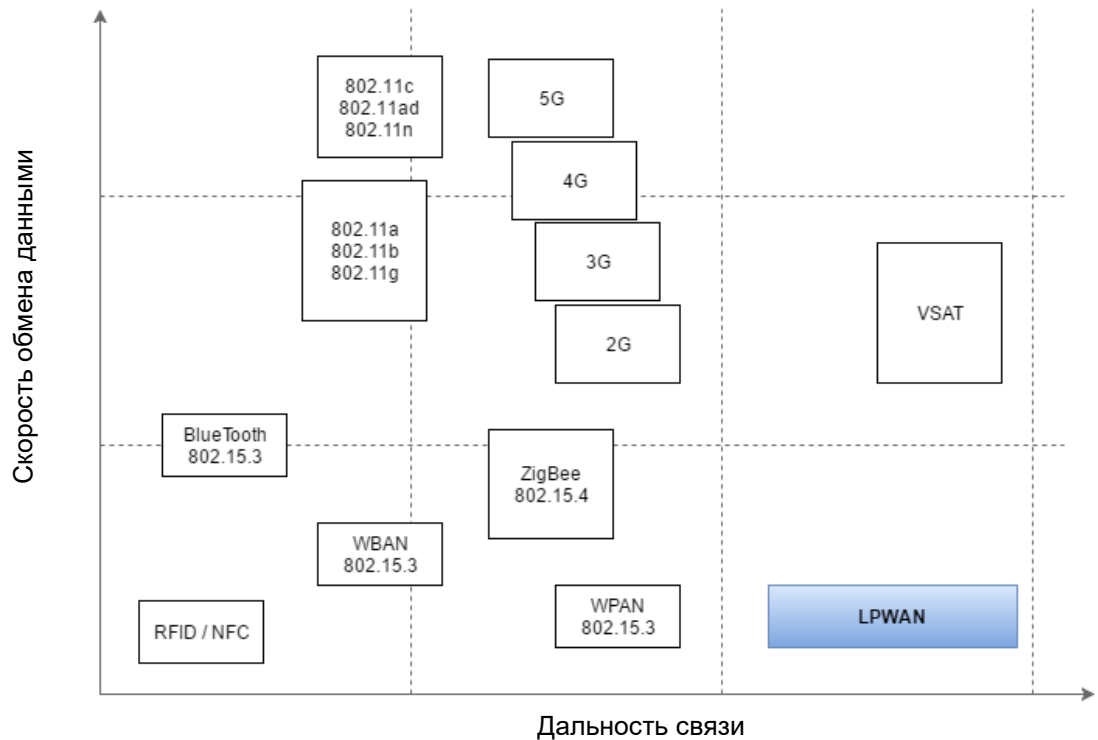 Скорость обмена данными
802.11c
802.11ad
802.11n
5G
4G
802.11a
802.11b
802.11g
3G
VSAT
2G
BlueTooth
802.15.3
ZigBee
802.15.4
WBAN
802.15.3
RFID / NFC
WPAN
802.15.3
LPWAN
Дальность связи